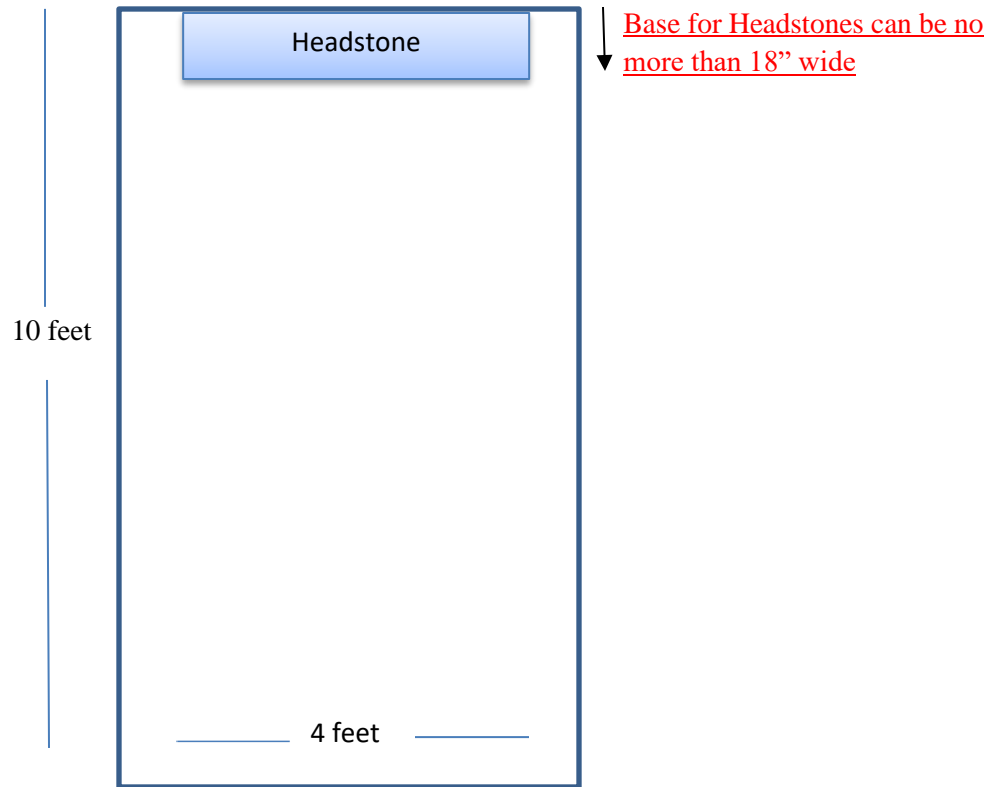 Headstone
Base for Headstones can be no
more than 18” wide
10 feet
4 feet